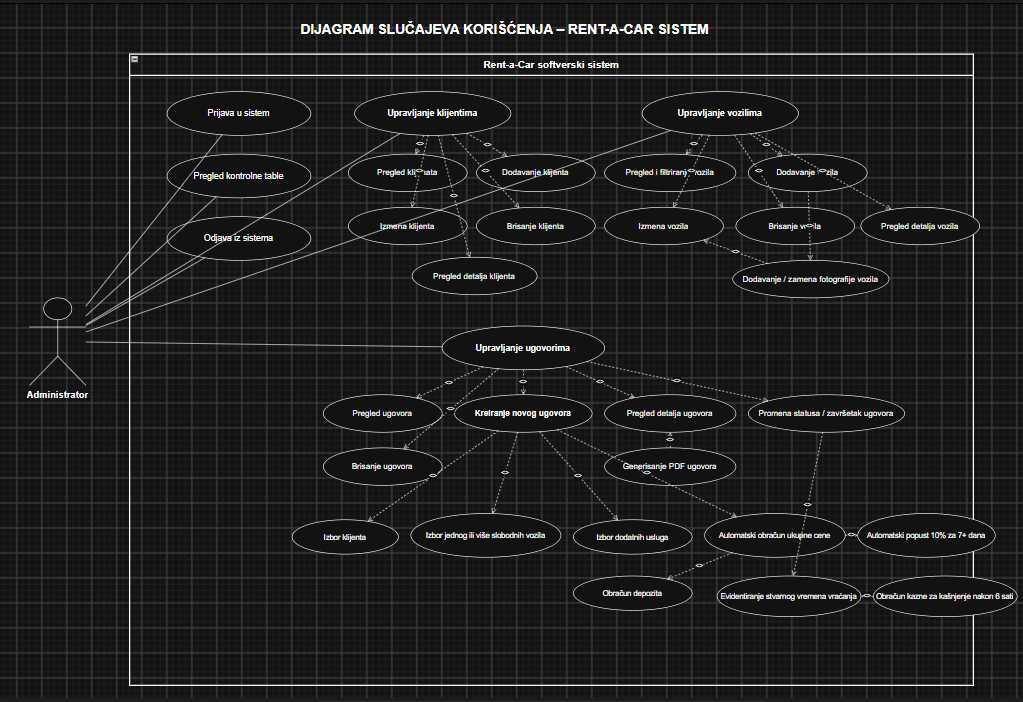 DIJAGRAM SLUČAJEVA KORIŠĆENJA – RENT-A-CAR SISTEM
Rent-a-Car softverski sistem
Prijava u sistem
Upravljanje klijentima
Upravljanje vozilima
Pregled kontrolne table
Pregled klijenata
Dodavanje klijenta
Pregled i filtriranje vozila
Dodavanje vozila
Odjava iz sistema
Izmena klijenta
Brisanje klijenta
Izmena vozila
Brisanje vozila
Pregled detalja vozila
Pregled detalja klijenta
Dodavanje / zamena fotografije vozila
Administrator
Upravljanje ugovorima
Pregled ugovora
Kreiranje novog ugovora
Pregled detalja ugovora
Promena statusa / završetak ugovora
Brisanje ugovora
Generisanje PDF ugovora
Izbor klijenta
Izbor jednog ili više slobodnih vozila
Izbor dodatnih usluga
Automatski obračun ukupne cene
Automatski popust 10% za 7+ dana
Obračun depozita
Evidentiranje stvarnog vremena vraćanja
Obračun kazne za kašnjenje nakon 6 sati